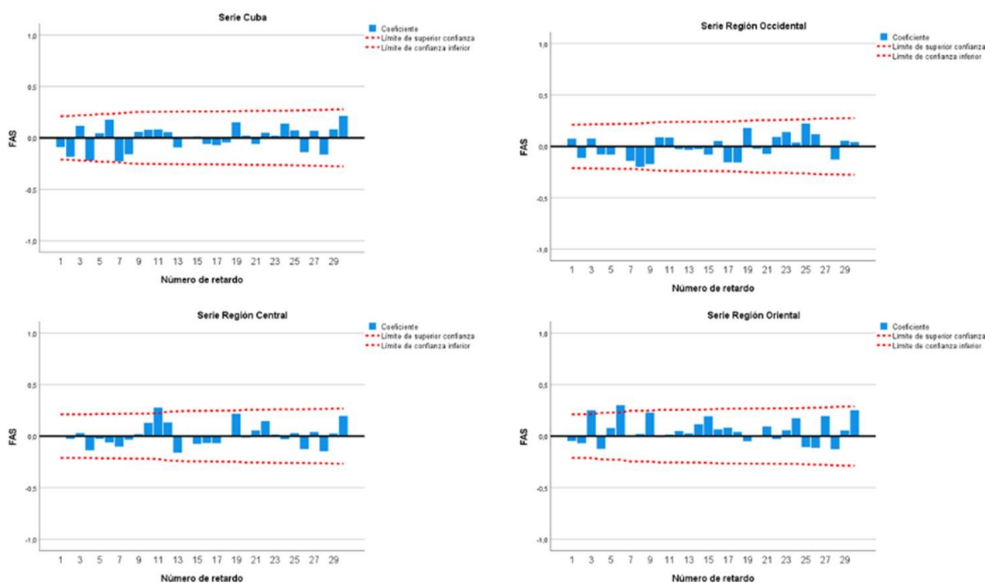 Serie Cuba
Coeficiente
Límite de superior confianza
Límite de confianza inferior
1,0
0,5
0,0
-0,5
-1,0
FAS
1 3 5 7 9 11 13 15 17 19 21 23 25 27 29
Número de retardo
Serie Región Occidental
Coeficiente
Límite de superior confianza
Límite de confianza inferior
1,0
0,5
0,0
-0,5
-1,0
FAS
1 3 5 7 9 11 13 15 17 19 21 23 25 27 29
Número de retardo
Serie Región Central
Coeficiente
Límite de superior confianza
Límite de confianza inferior
1,0
0,5
0,0
-0,5
-1,0
FAS
1 3 5 7 9 11 13 15 17 19 21 23 25 27 29
Número de retardo
Serie Región Oriental
Coeficiente
Límite de superior confianza
Límite de confianza inferior
1,0
0,5
0,0
-0,5
-1,0
FAS
1 3 5 7 9 11 13 15 17 19 21 23 25 27 29
Número de retardo